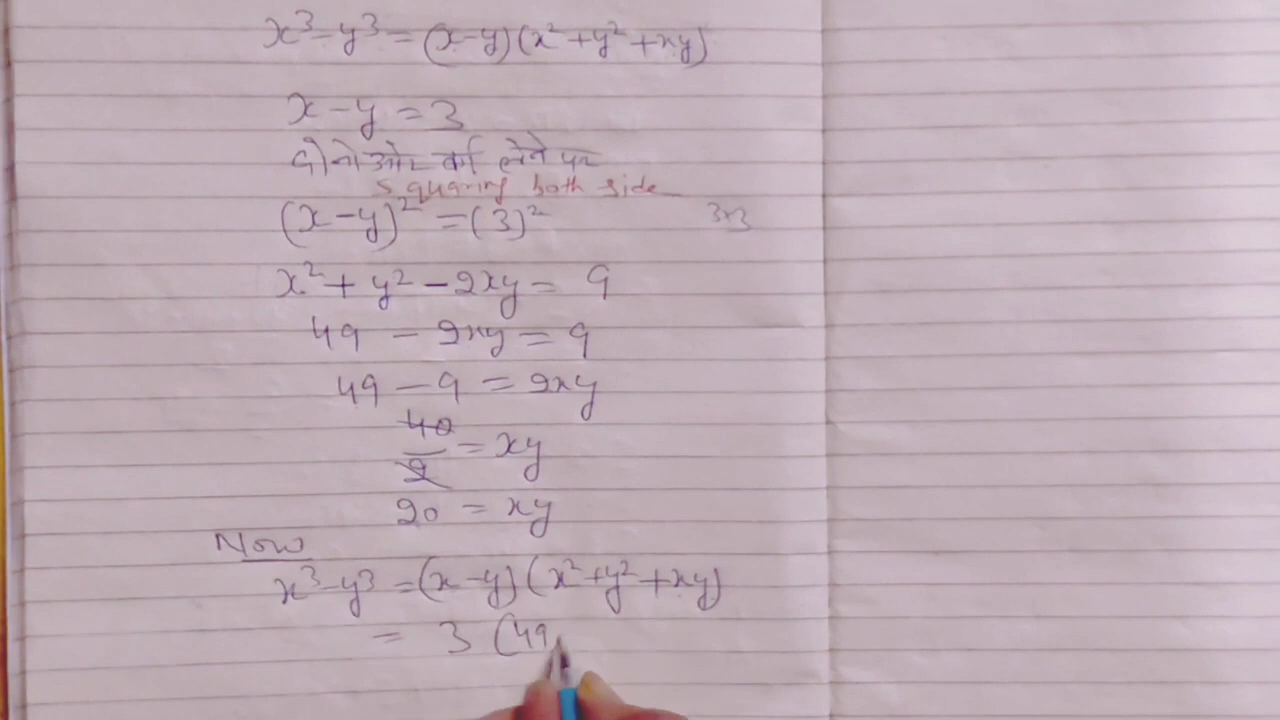 x³-y³ = (x-y)(x²+y²+xy)
x-y = 3
दोनो ओर वर्ग लेने पर
Squaring both side
(x-y)² = (3)² 3×3
x²+y²-2xy = 9
49 - 2xy = 9
49-9 = 2xy
40/2 = xy
20 = xy
Now
x³-y³ = (x-y)(x²+y²+xy)
= 3 (49